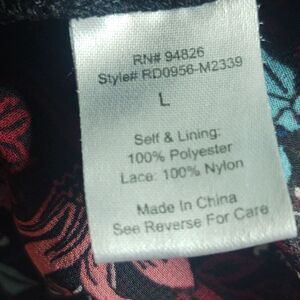 RN# 94826
Style# RD0956-M2339
L
Self & Lining:
100% Polyester
Lace: 100% Nylon
Made In China
See Reverse For Care